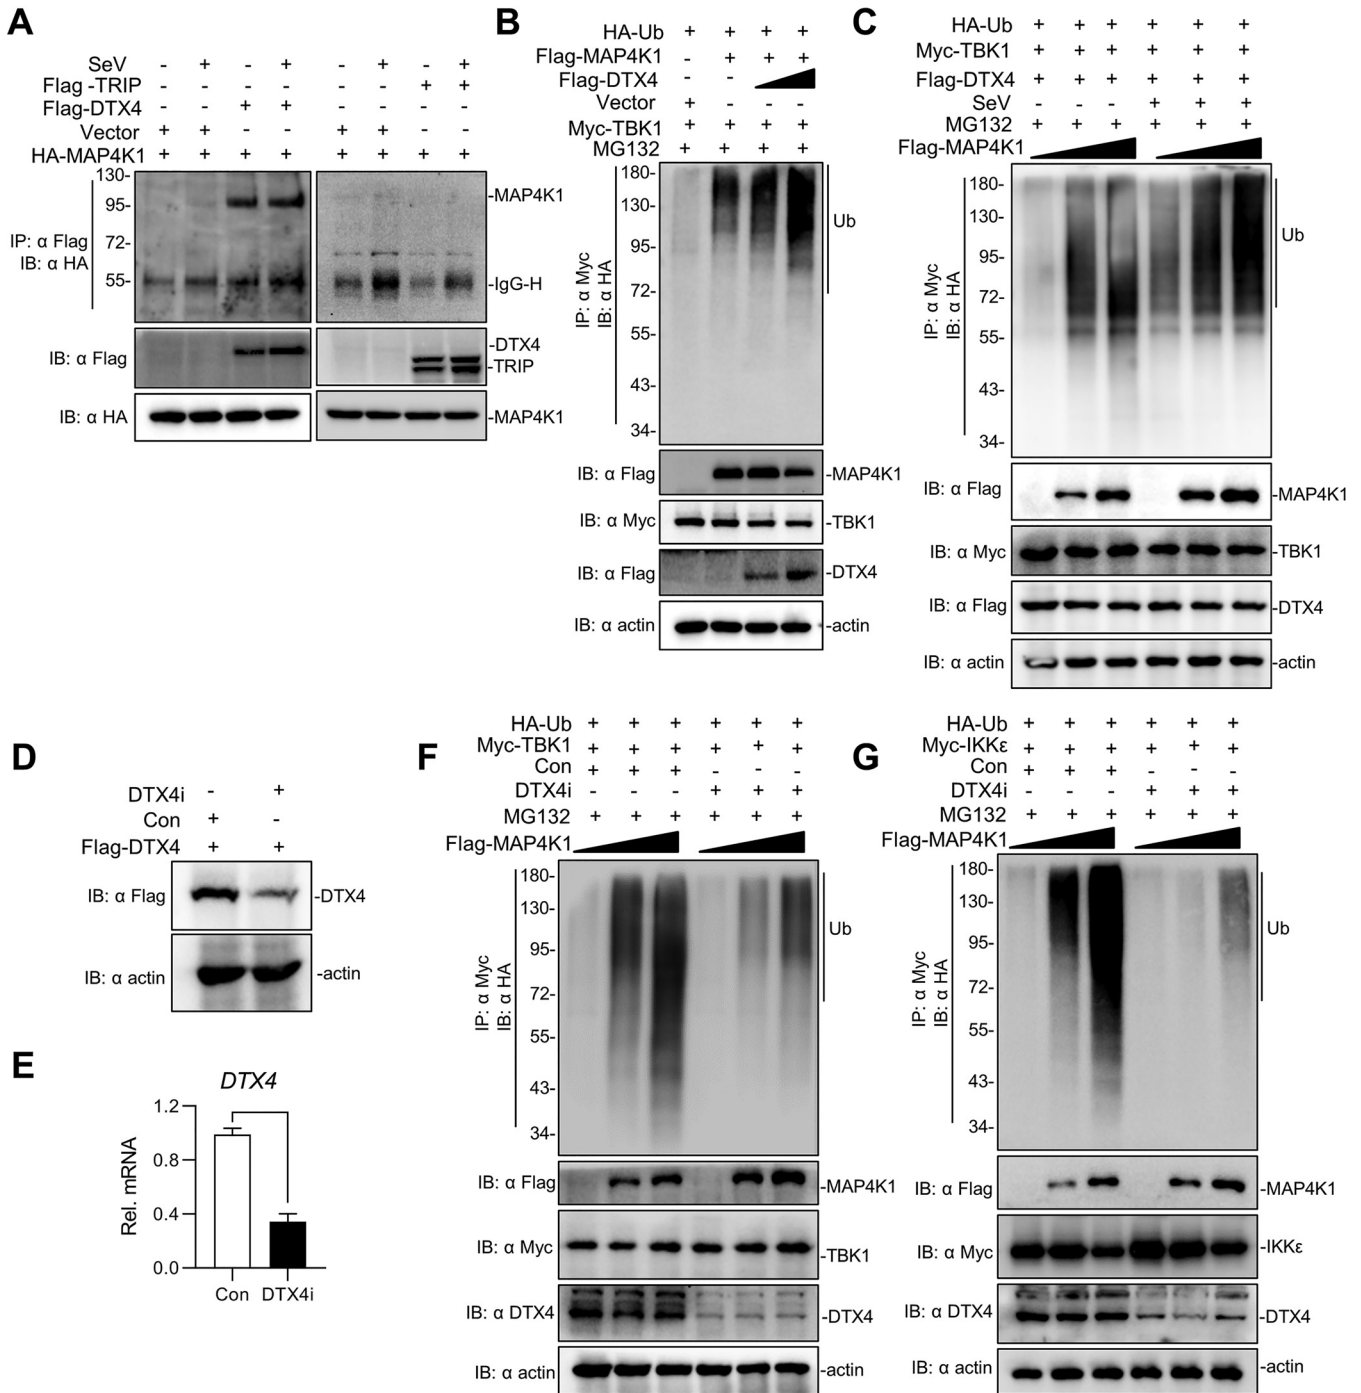 A
SeV - + - + - + - +
Flag -TRIP - - - - - - + +
Flag-DTX4 - - + + - - - -
Vector + + - - + + - -
HA-MAP4K1 + + + + + + + +
130-
95-
72-
55-
IP: α Flag
IB: α HA
-MAP4K1
-IgG-H
IB: α Flag
-DTX4
-TRIP
IB: α HA
-MAP4K1
B
HA-Ub + + + +
Flag-MAP4K1 - + + +
Flag-DTX4 - -
Vector + - - -
Myc-TBK1 + + + +
MG132 + + + +
180-
130-
95-
72-
55-
43-
34-
IP: α Myc
IB: α HA
Ub
IB: α Flag -MAP4K1
IB: α Myc -TBK1
IB: α Flag -DTX4
IB: α actin -actin
C
HA-Ub + + + + + +
Myc-TBK1 + + + + + +
Flag-DTX4 + + + + + +
SeV - - - + + +
MG132 + + + + + +
Flag-MAP4K1
180-
130-
95-
72-
55-
43-
34-
IP: α Myc
IB: α HA
Ub
IB: α Flag -MAP4K1
IB: α Myc -TBK1
IB: α Flag -DTX4
IB: α actin -actin
D
DTX4i - +
Con + -
Flag-DTX4 + +
IB: α Flag -DTX4
IB: α actin -actin
E
DTX4
Rel. mRNA
1.2
0.8
0.4
0.0
Con DTX4i
F
HA-Ub + + + + + +
Myc-TBK1 + + + + + +
Con + + + - - -
DTX4i - - - + + +
MG132 + + + + + +
Flag-MAP4K1
180-
130-
95-
72-
55-
43-
34-
IP: α Myc
IB: α HA
Ub
IB: α Flag -MAP4K1
IB: α Myc -TBK1
IB: α DTX4 -DTX4
IB: α actin -actin
G
HA-Ub + + + + + +
Myc-IKKε + + + + + +
Con + + + - - -
DTX4i - - - + + +
MG132 + + + + + +
Flag-MAP4K1
180-
130-
95-
72-
55-
43-
34-
IP: α Myc
IB: α HA
Ub
IB: α Flag -MAP4K1
IB: α Myc -IKKε
IB: α DTX4 -DTX4
IB: α actin -actin